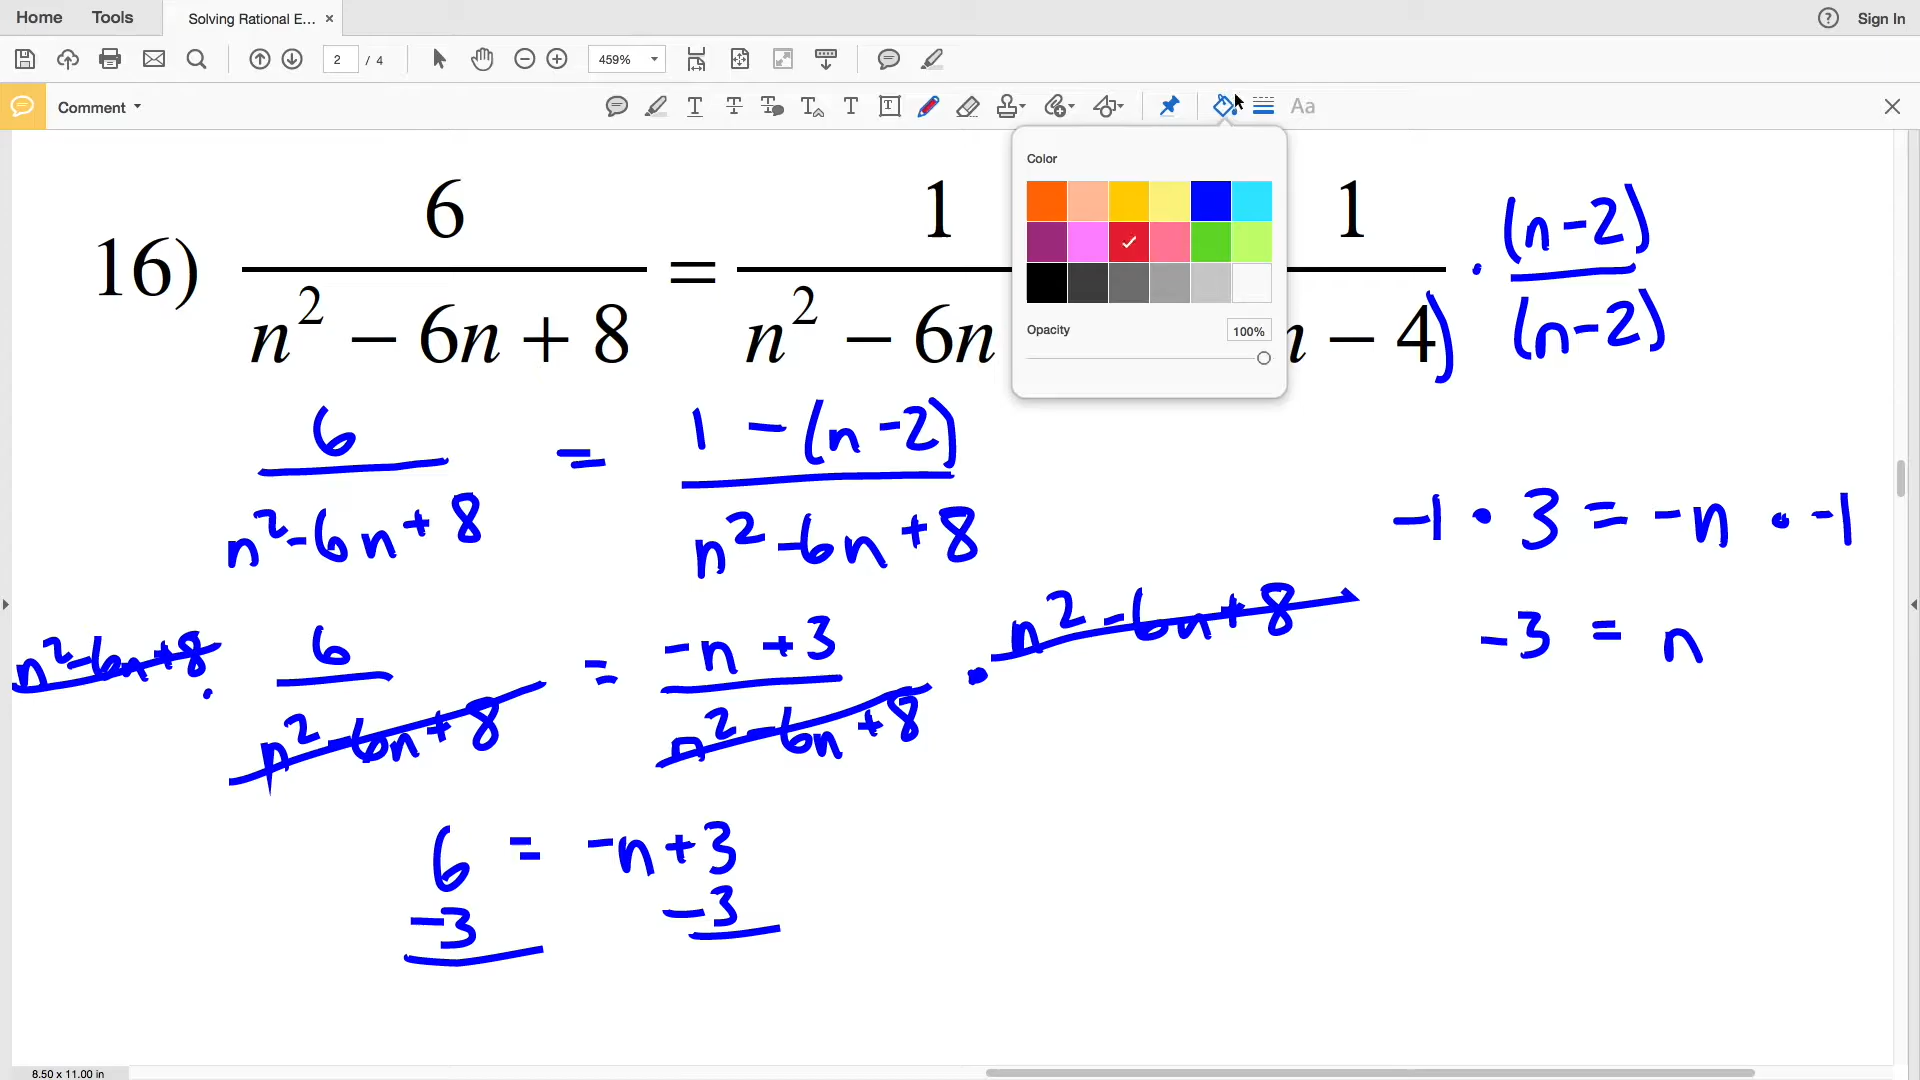 Home Tools Solving Rational E... × ? Sign In
2 / 4 459%
Comment Aa
Color
Opacity 100%
16) 6 / (n² − 6n + 8) = 1 / (n² − 6n 1 / n − 4) · (n-2) / (n-2)
6 / (n²-6n+8) = (1 - (n-2)) / (n²-6n+8)
-1 · 3 = -n · -1
n²-6n+8 · 6 / (n²-6n+8) = (-n+3) / (n²-6n+8) · n²-6n+8
-3 = n
6 = -n+3
-3 -3
8.50 x 11.00 in